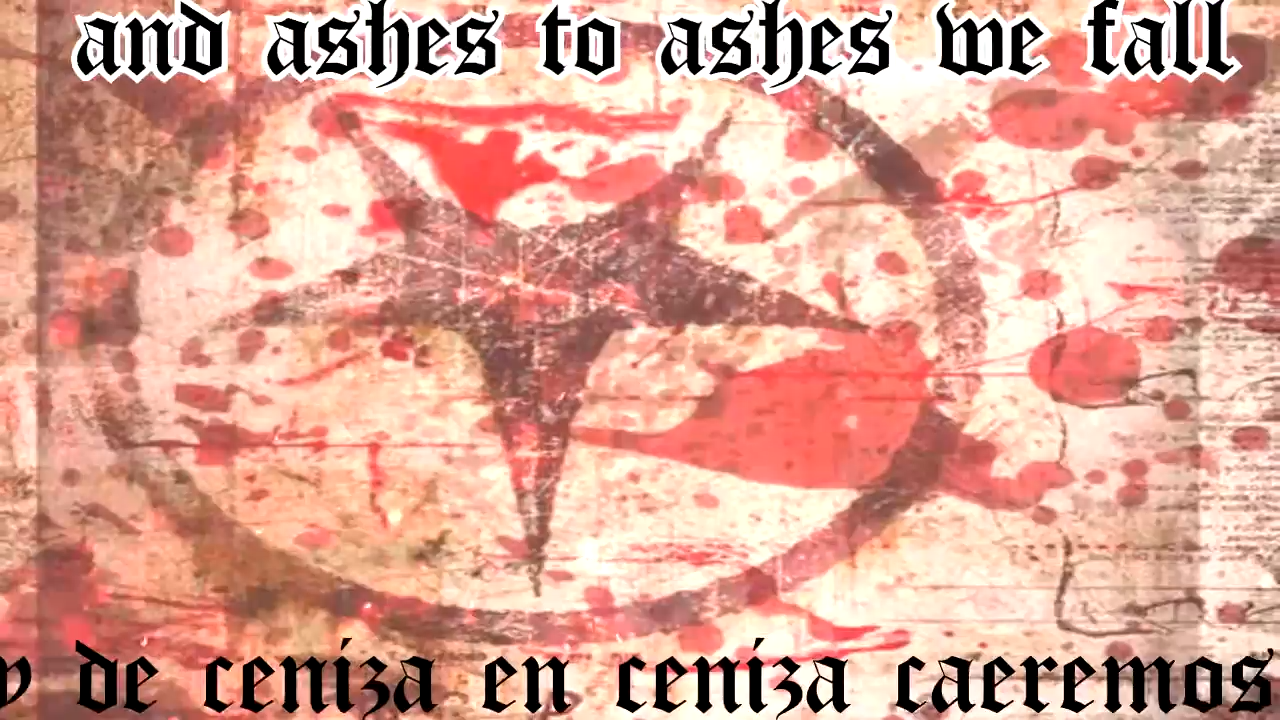 and ashes to ashes we fall
y de ceniza en ceniza caeremos